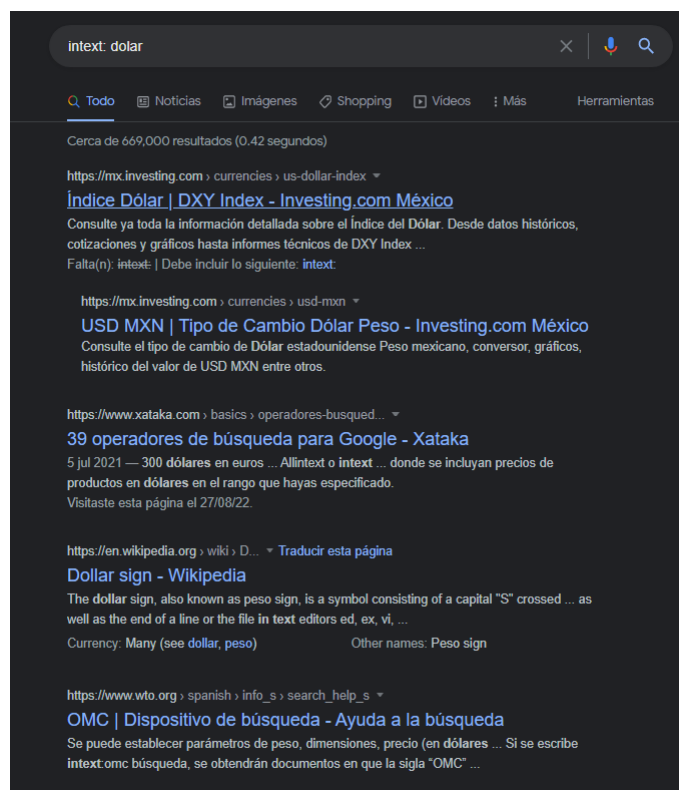 intext: dolar
Todo Noticias Imágenes Shopping Vídeos Más Herramientas
Cerca de 669,000 resultados (0.42 segundos)
https://mx.investing.com › currencies › us-dollar-index
Índice Dólar | DXY Index - Investing.com México
Consulte ya toda la información detallada sobre el Índice del Dólar. Desde datos históricos,
cotizaciones y gráficos hasta informes técnicos de DXY Index ...
Falta(n): intext: | Debe incluir lo siguiente: intext:
https://mx.investing.com › currencies › usd-mxn
USD MXN | Tipo de Cambio Dólar Peso - Investing.com México
Consulte el tipo de cambio de Dólar estadounidense Peso mexicano, conversor, gráficos,
histórico del valor de USD MXN entre otros.
https://www.xataka.com › basics › operadores-busqued...
39 operadores de búsqueda para Google - Xataka
5 jul 2021 — 300 dólares en euros ... Allintext o intext ... donde se incluyan precios de
productos en dólares en el rango que hayas especificado.
Visitaste esta página el 27/08/22.
https://en.wikipedia.org › wiki › D... Traducir esta página
Dollar sign - Wikipedia
The dollar sign, also known as peso sign, is a symbol consisting of a capital "S" crossed ... as
well as the end of a line or the file in text editors ed, ex, vi, ...
Currency: Many (see dollar, peso) Other names: Peso sign
https://www.wto.org › spanish › info_s › search_help_s
OMC | Dispositivo de búsqueda - Ayuda a la búsqueda
Se puede establecer parámetros de peso, dimensiones, precio (en dólares ... Si se escribe
intext:omc búsqueda, se obtendrán documentos en que la sigla “OMC” ...